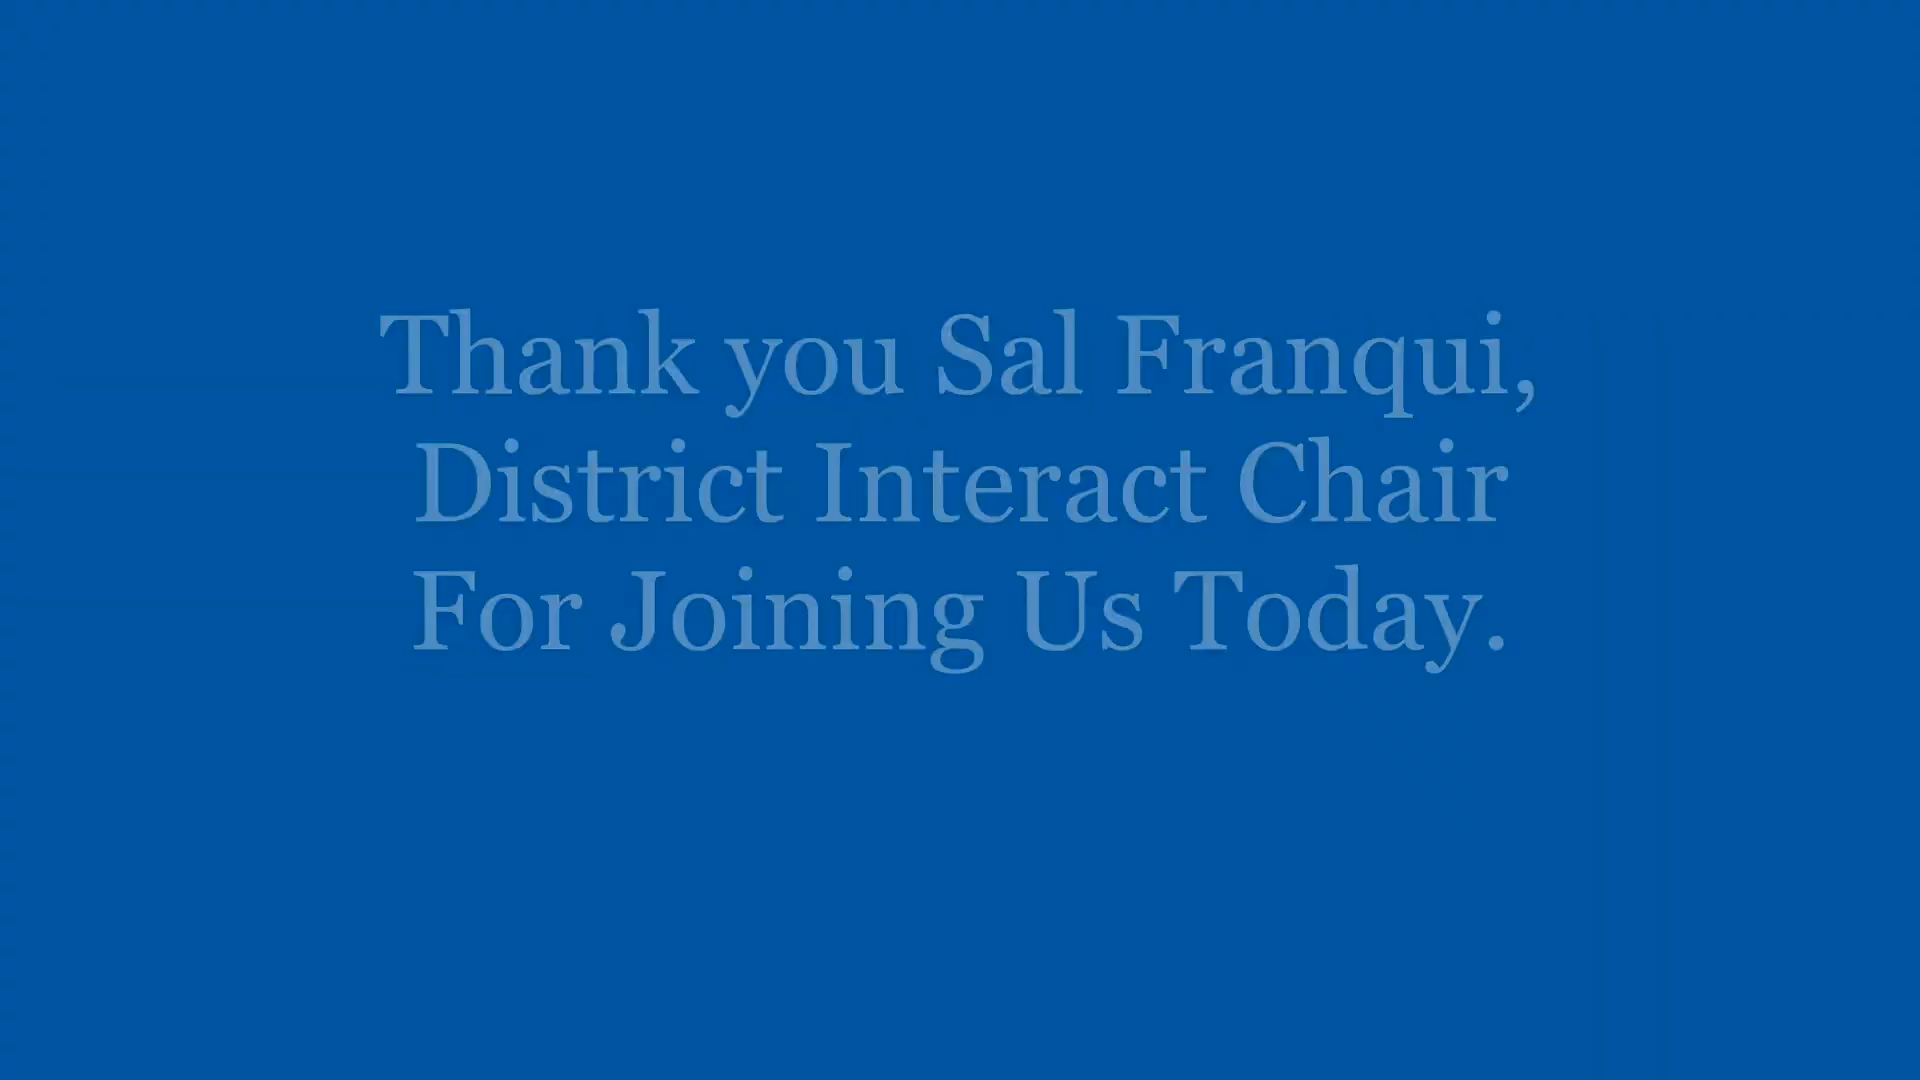 Thank you Sal Franqui,
District Interact Chair
For Joining Us Today.